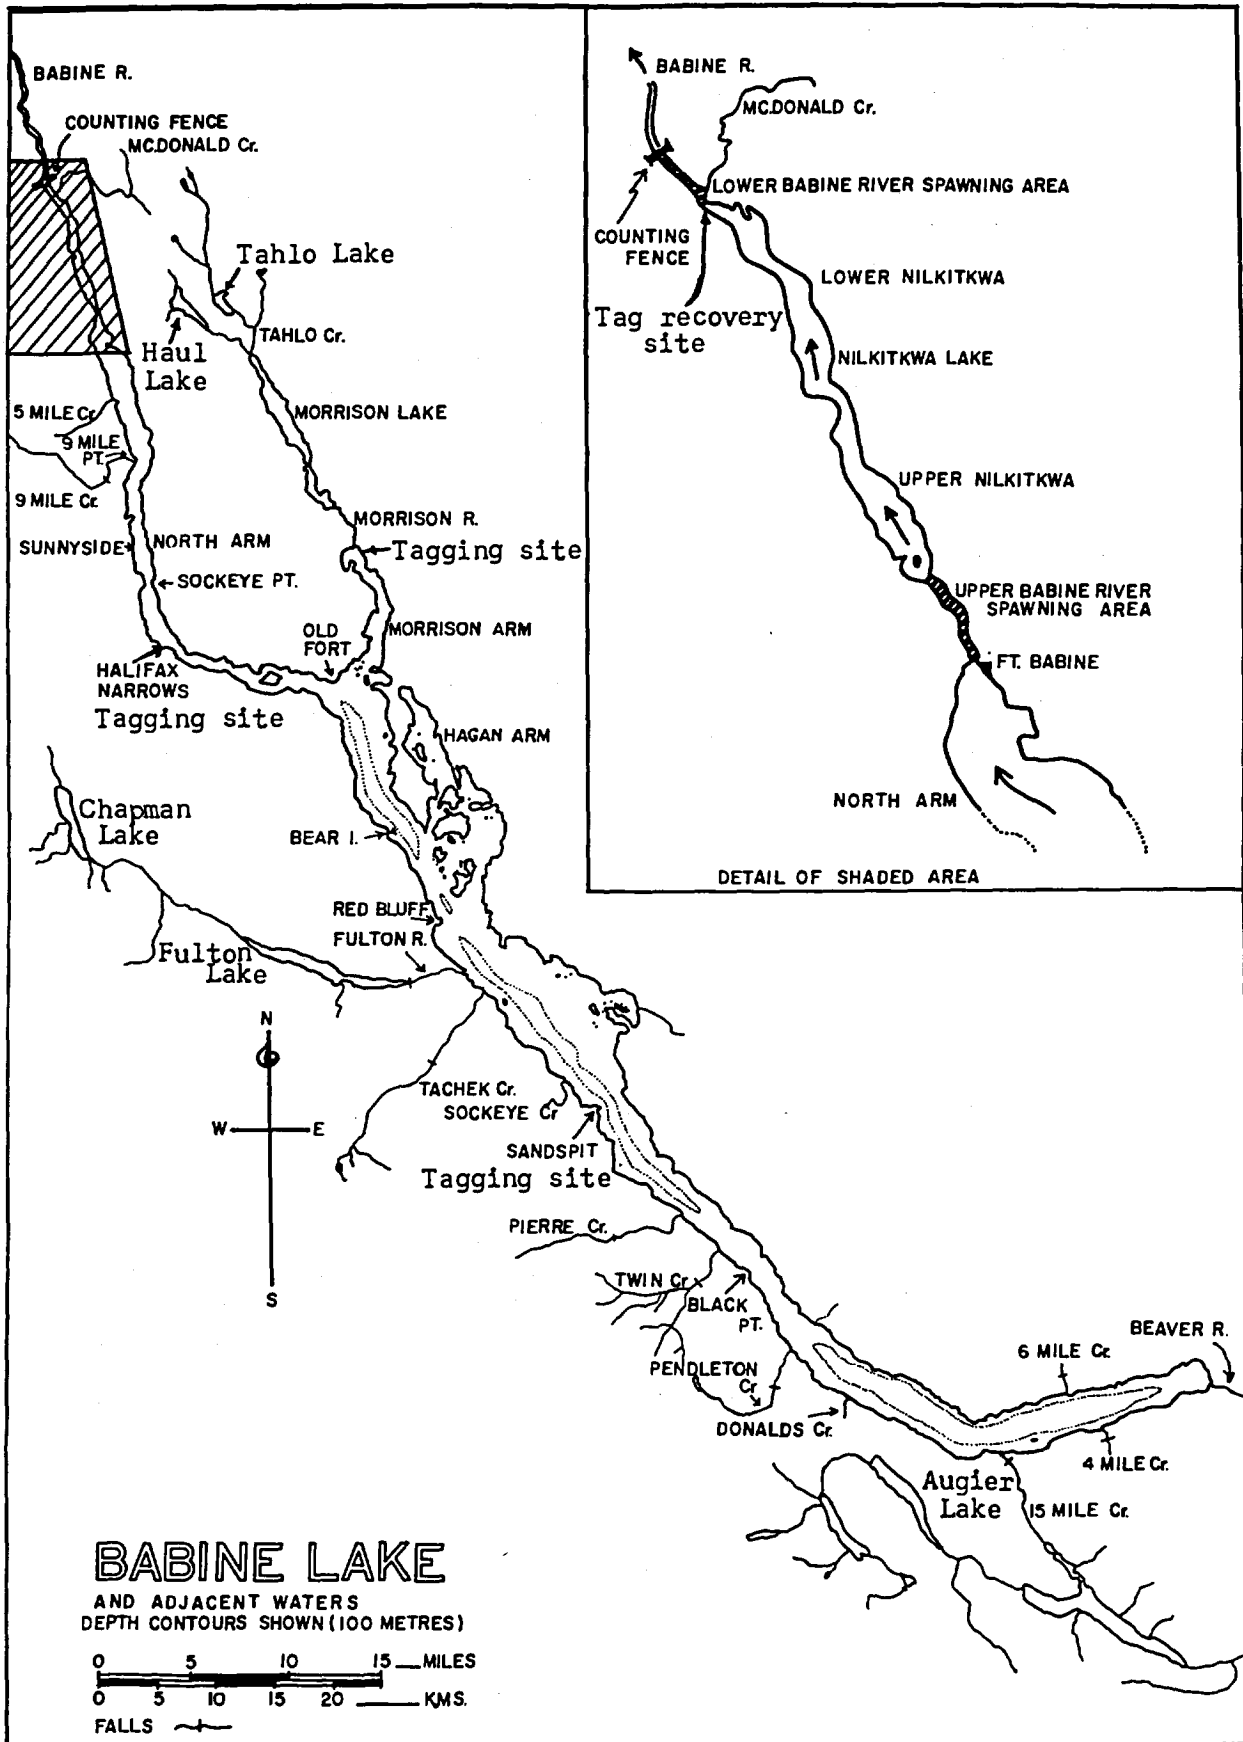 BABINE R.
COUNTING FENCE
MC.DONALD Cr.
Tahlo Lake
TAHLO Cr.
Haul
Lake
MORRISON LAKE
5 MILE Cr.
9 MILE
PT.
9 MILE Cr.
MORRISON R.
Tagging site
SUNNYSIDE
NORTH ARM
SOCKEYE PT.
OLD
FORT
MORRISON ARM
HALIFAX
NARROWS
Tagging site
HAGAN ARM
Chapman
Lake
BEAR I.
RED BLUFF
FULTON R.
Fulton
Lake
N
W
E
S
TACHEK Cr.
SOCKEYE Cr
SANDSPIT
Tagging site
PIERRE Cr.
TWIN Cr
BLACK
PT.
PENDLETON
Cr
DONALDS Cr.
6 MILE Cr.
BEAVER R.
4 MILE Cr.
Augier
Lake
15 MILE Cr.
BABINE R.
MC.DONALD Cr.
LOWER BABINE RIVER SPAWNING AREA
COUNTING
FENCE
Tag recovery
site
LOWER NILKITKWA
NILKITKWA LAKE
UPPER NILKITKWA
UPPER BABINE RIVER
SPAWNING AREA
FT. BABINE
NORTH ARM
DETAIL OF SHADED AREA
BABINE LAKE
AND ADJACENT WATERS
DEPTH CONTOURS SHOWN (100 METRES)
0 5 10 15 MILES
0 5 10 15 20 KMS.
FALLS